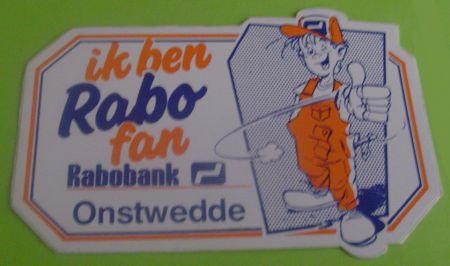 ik ben
Rabo
fan
Rabobank
Onstwedde